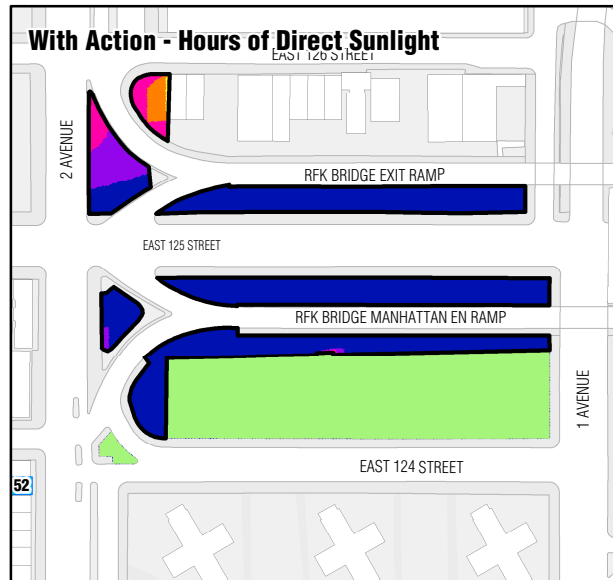 With Action - Hours of Direct Sunlight
EAST 126 STREET
2 AVENUE
RFK BRIDGE EXIT RAMP
EAST 125 STREET
RFK BRIDGE MANHATTAN EN RAMP
1 AVENUE
EAST 124 STREET
52